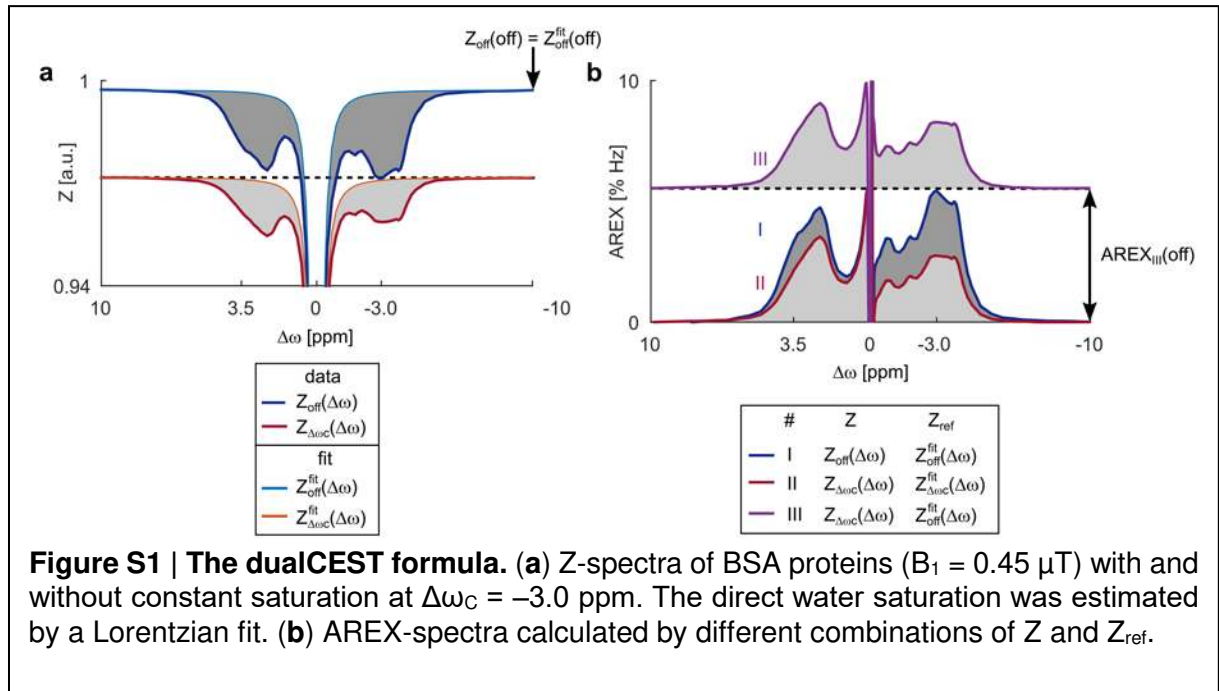 Z_off(off) = Z_off^fit(off)
a
1
Z [a.u.]
0.94
10
3.5
0
-3.0
-10
Δω [ppm]
data
Z_off(Δω)
Z_Δωc(Δω)
fit
Z_off^fit(Δω)
Z_Δωc^fit(Δω)
b
10
AREX [% Hz]
0
III
I
II
AREX_III(off)
10
3.5
0
-3.0
-10
Δω [ppm]
# Z Z_ref
I Z_off(Δω) Z_off^fit(Δω)
II Z_Δωc(Δω) Z_Δωc^fit(Δω)
III Z_Δωc(Δω) Z_off^fit(Δω)
Figure S1 | The dualCEST formula. (a) Z-spectra of BSA proteins (B₁ = 0.45 µT) with and
without constant saturation at Δω_C = –3.0 ppm. The direct water saturation was estimated
by a Lorentzian fit. (b) AREX-spectra calculated by different combinations of Z and Z_ref.